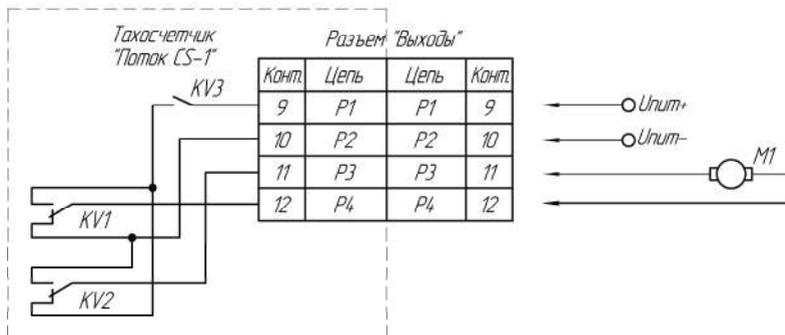 Тахосчетчик
"Поток CS-1"
Разъем "Выходы"
KV3
Конт. Цепь Цепь Конт.
9 P1 P1 9
Uпит+
10 P2 P2 10
Uпит-
11 P3 P3 11
M1
12 P4 P4 12
KV1
KV2